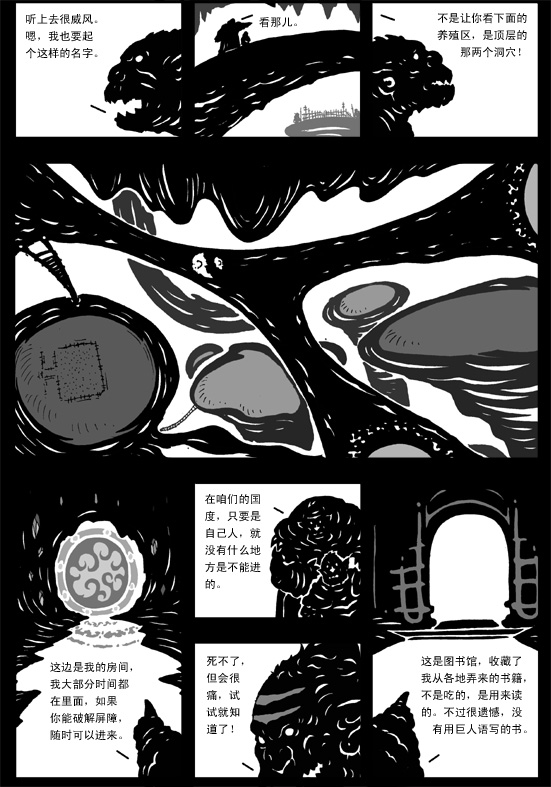 听上去很威风。
嗯，我也要起
个这样的名字。
看那儿。
不是让你看下面的
养殖区，是顶层的
那两个洞穴！
这边是我的房间，
我大部分时间都
在里面，如果
你能破解屏障，
随时可以进来。
在咱们的国
度，只要是
自己人，就
没有什么地
方是不能进
的。
死不了，
但会很
痛，试
试就知
道了！
这是图书馆，收藏了
我从各地弄来的书籍，
不是吃的，是用来读
的。不过很遗憾，没
有用巨人语写的书。